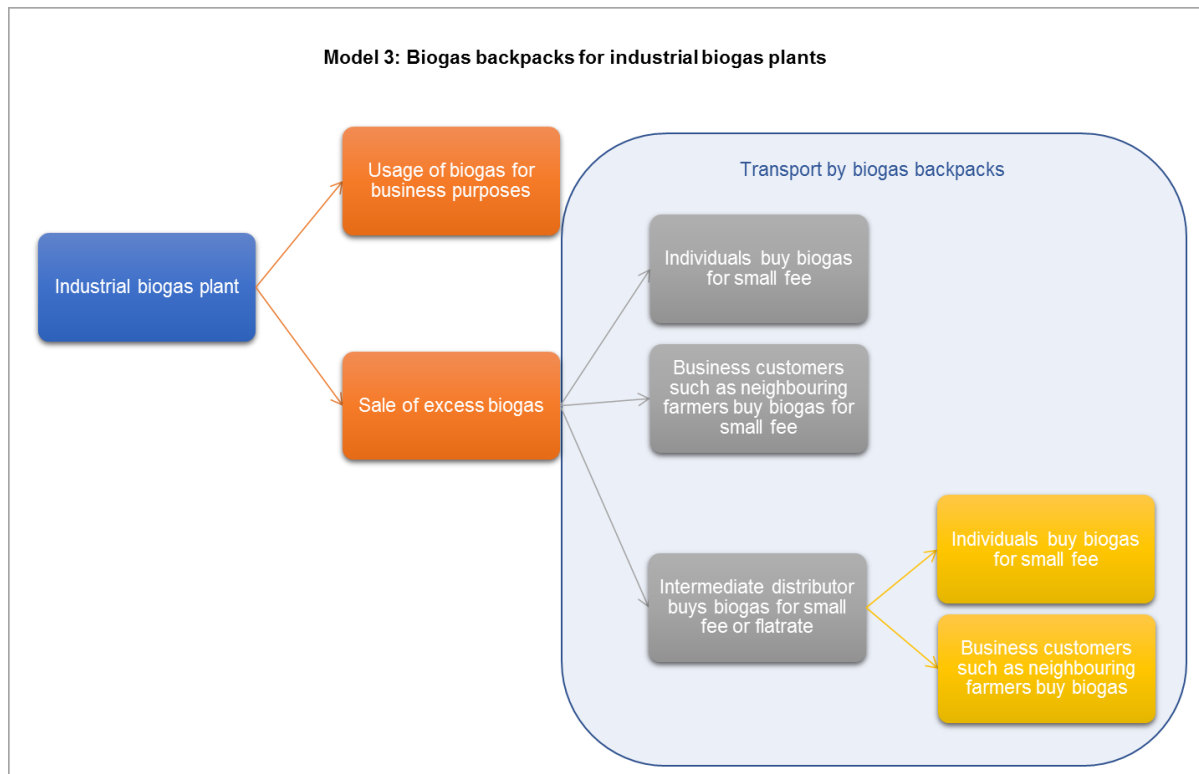 Model 3: Biogas backpacks for industrial biogas plants
Usage of biogas for
business purposes
Transport by biogas backpacks
Industrial biogas plant
Individuals buy biogas
for small fee
Sale of excess biogas
Business customers
such as neighbouring
farmers buy biogas for
small fee
Intermediate distributor
buys biogas for small
fee or flatrate
Individuals buy biogas
for small fee
Business customers
such as neighbouring
farmers buy biogas